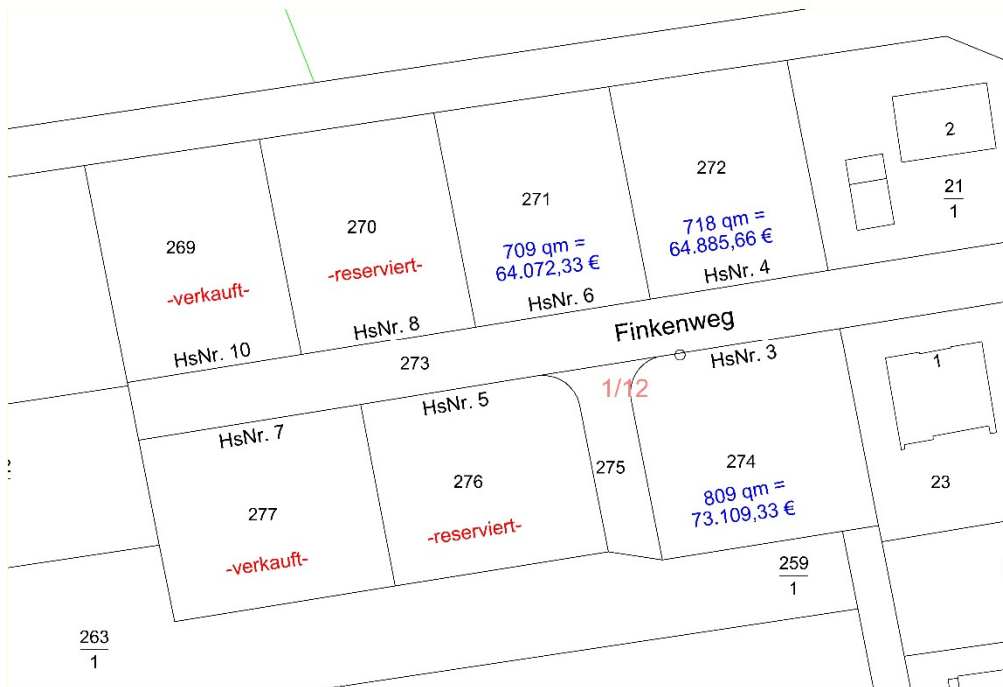 272
718 qm =
64.885,66 €
HsNr. 4
2
21
1
271
709 qm =
64.072,33 €
HsNr. 6
270
-reserviert-
HsNr. 8
269
-verkauft-
HsNr. 10
Finkenweg
273
1/12
HsNr. 3
1
HsNr. 5
HsNr. 7
274
809 qm =
73.109,33 €
275
276
-reserviert-
277
-verkauft-
23
259
1
263
1